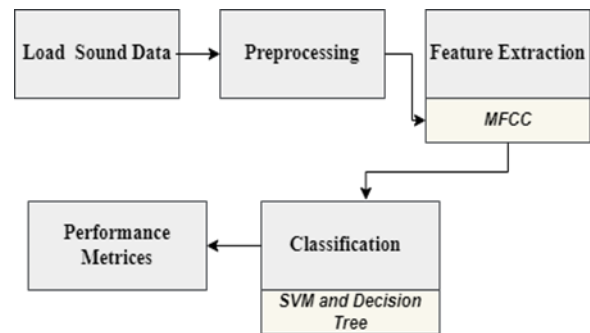 Load Sound Data
Preprocessing
Feature Extraction
MFCC
Performance
Metrices
Classification
SVM and Decision
Tree